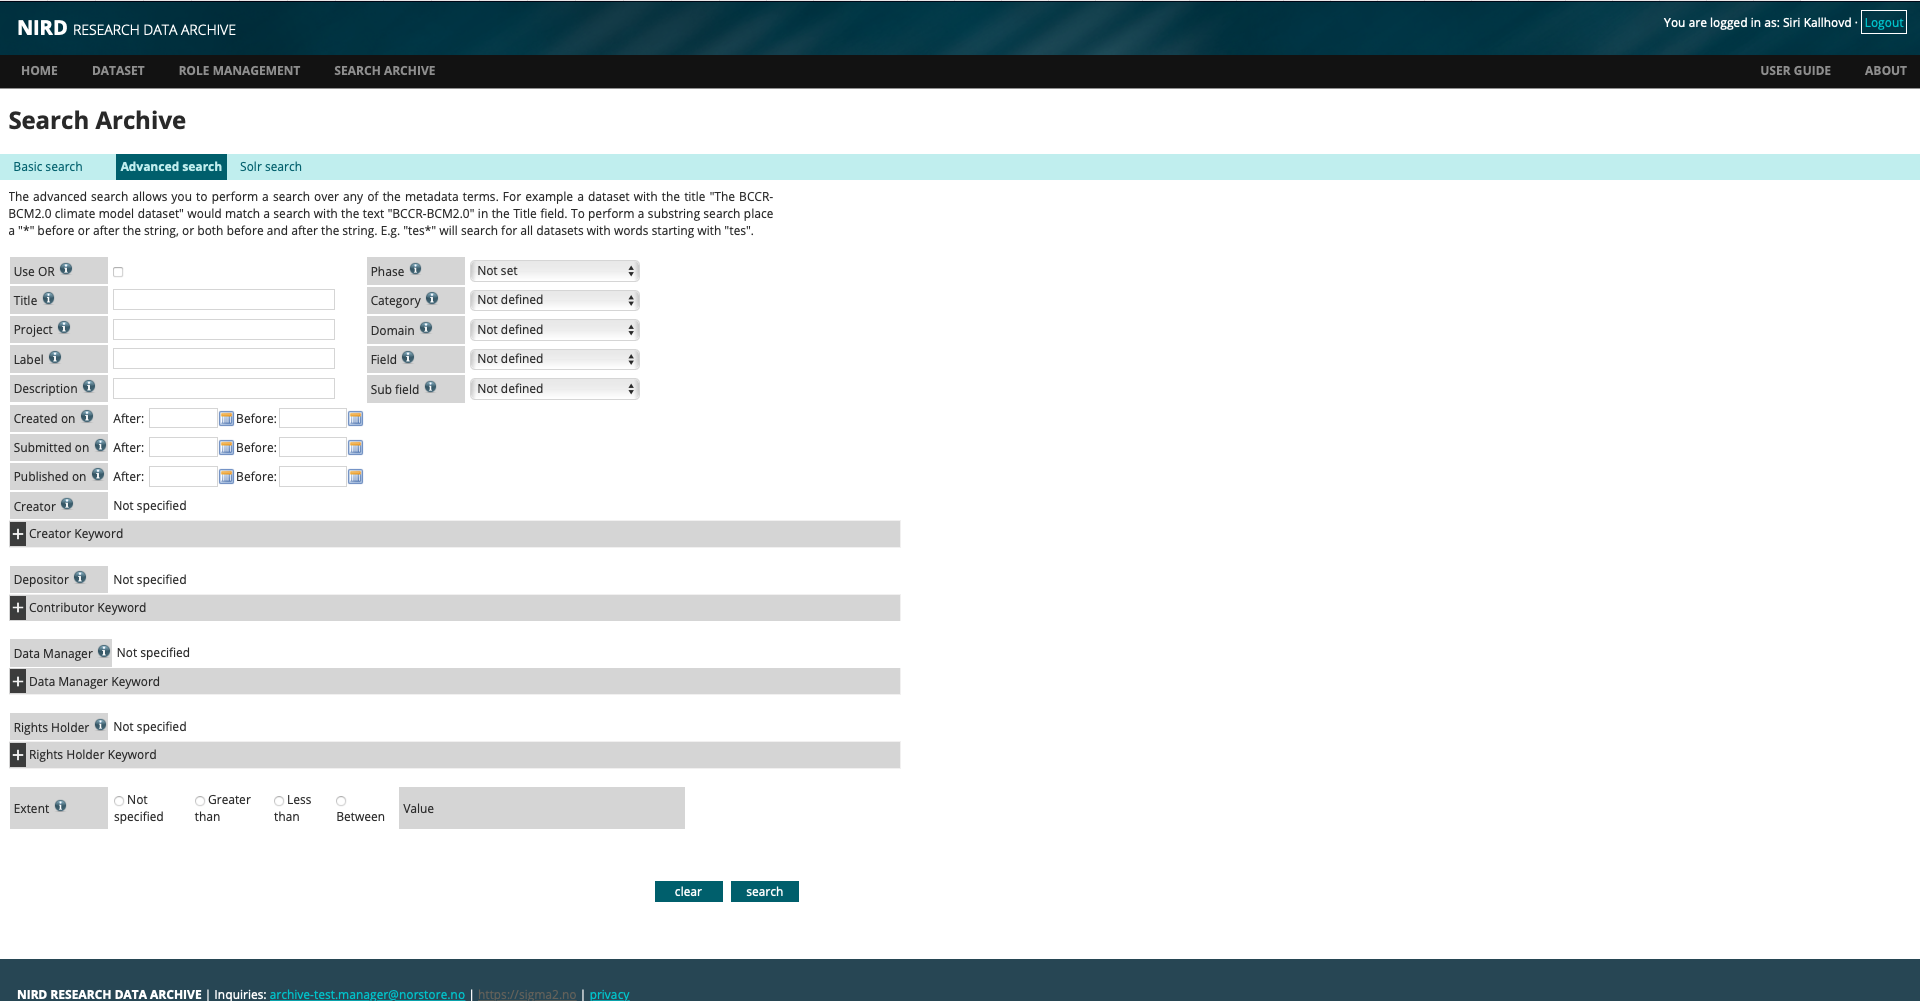 NIRD RESEARCH DATA ARCHIVE
You are logged in as: Siri Kallhovd · Logout
HOME DATASET ROLE MANAGEMENT SEARCH ARCHIVE USER GUIDE ABOUT
Search Archive
Basic search Advanced search Solr search
The advanced search allows you to perform a search over any of the metadata terms. For example a dataset with the title "The BCCR-
BCM2.0 climate model dataset" would match a search with the text "BCCR-BCM2.0" in the Title field. To perform a substring search place
a "*" before or after the string, or both before and after the string. E.g. "tes*" will search for all datasets with words starting with "tes".
Use OR Phase Not set
Title Category Not defined
Project Domain Not defined
Label Field Not defined
Description Sub field Not defined
Created on After: Before:
Submitted on After: Before:
Published on After: Before:
Creator Not specified
+ Creator Keyword
Depositor Not specified
+ Contributor Keyword
Data Manager Not specified
+ Data Manager Keyword
Rights Holder Not specified
+ Rights Holder Keyword
Extent Not specified Greater than Less than Between Value
clear search
NIRD RESEARCH DATA ARCHIVE | Inquiries: archive-test.manager@norstore.no | https://sigma2.no | privacy